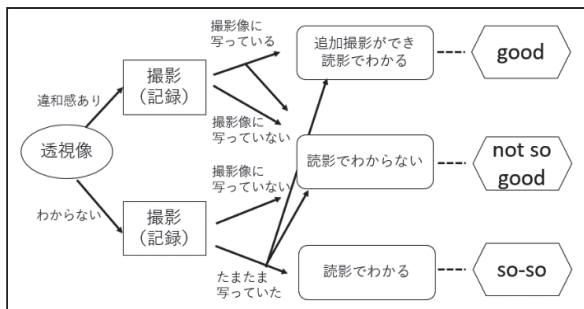 撮影像に
写っている
追加撮影ができ
読影でわかる
good
違和感あり
撮影
（記録）
撮影像に
写っていない
透視像
読影でわからない
not so
good
撮影像に
写っていない
わからない
撮影
（記録）
たまたま
写っていた
読影でわかる
so-so